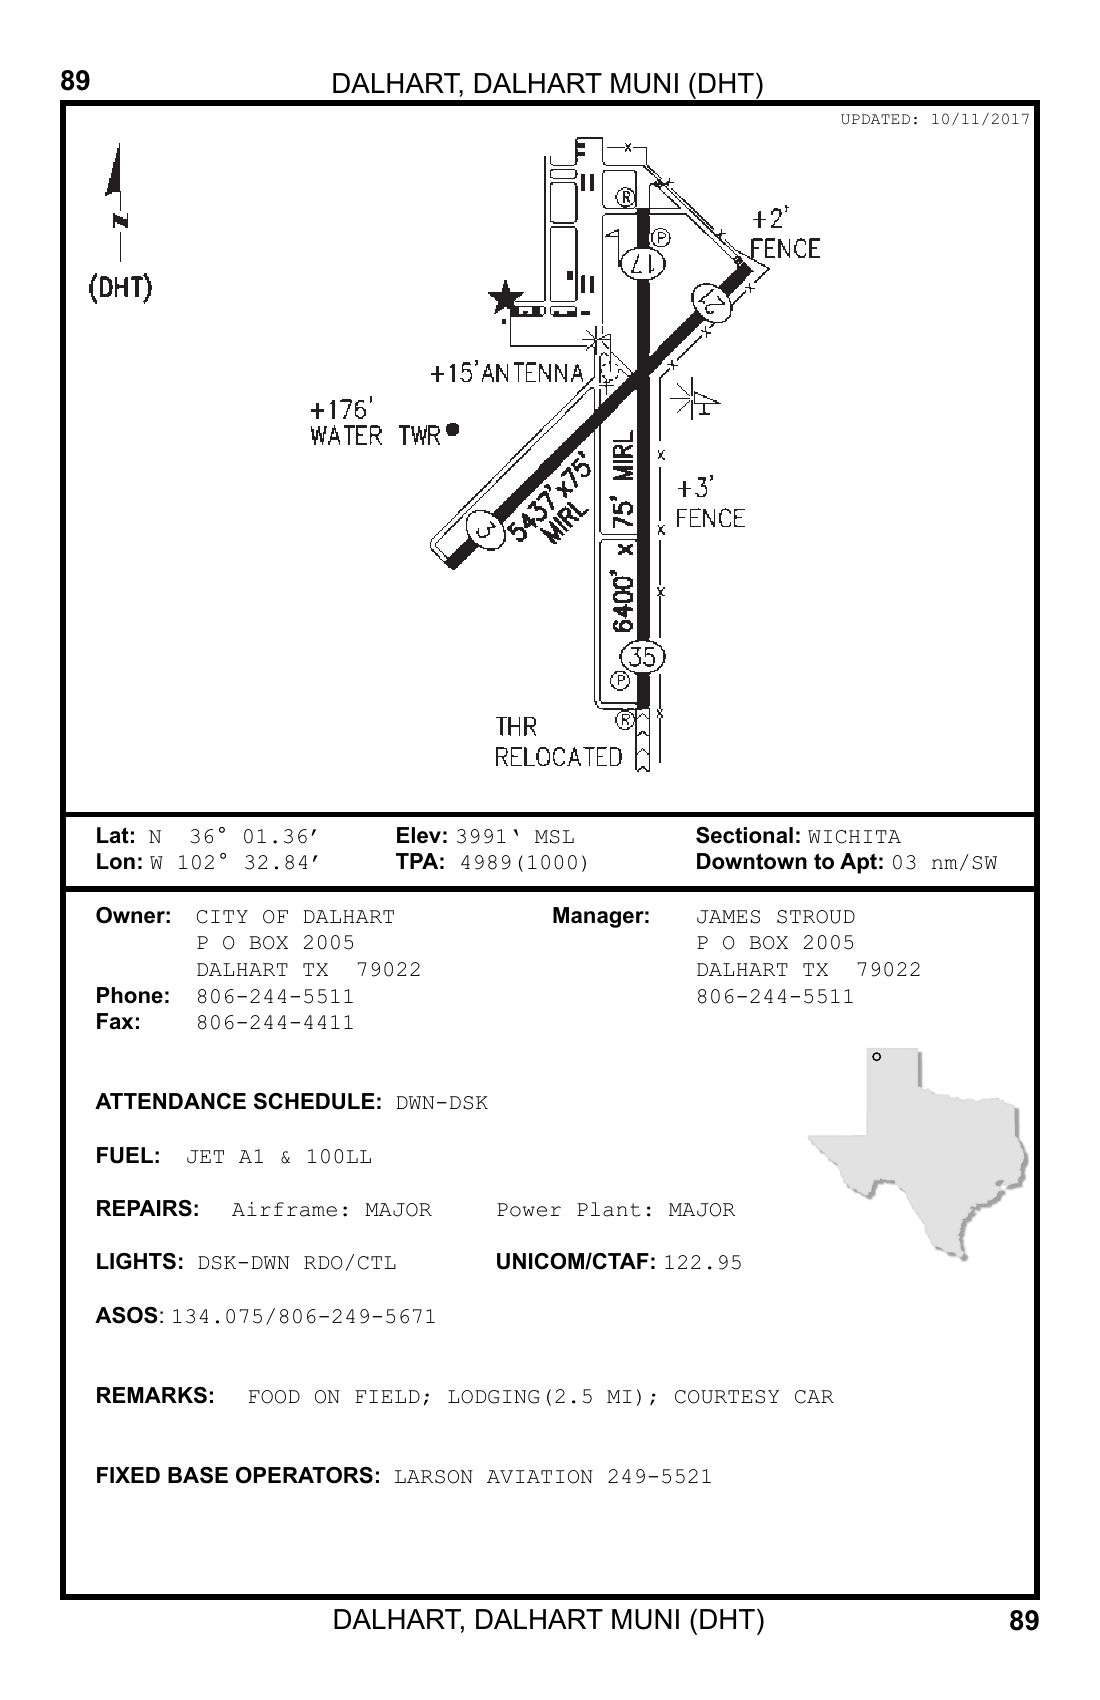 89
DALHART, DALHART MUNI (DHT)
UPDATED: 10/11/2017
N
(DHT)
R
P
17
+2'
FENCE
21
+15'ANTENNA
+176'
WATER TWR
5437'x75'
MIRL
3
6400' x 75' MIRL
+3'
FENCE
35
P
R
THR
RELOCATED
Lat: N 36° 01.36’ Elev: 3991‘ MSL Sectional: WICHITA
Lon: W 102° 32.84’ TPA: 4989(1000) Downtown to Apt: 03 nm/SW
Owner: CITY OF DALHART Manager: JAMES STROUD
P O BOX 2005 P O BOX 2005
DALHART TX 79022 DALHART TX 79022
Phone: 806-244-5511 806-244-5511
Fax: 806-244-4411
ATTENDANCE SCHEDULE: DWN-DSK
FUEL: JET A1 & 100LL
REPAIRS: Airframe: MAJOR Power Plant: MAJOR
LIGHTS: DSK-DWN RDO/CTL UNICOM/CTAF: 122.95
ASOS: 134.075/806-249-5671
REMARKS: FOOD ON FIELD; LODGING(2.5 MI); COURTESY CAR
FIXED BASE OPERATORS: LARSON AVIATION 249-5521
DALHART, DALHART MUNI (DHT)
89